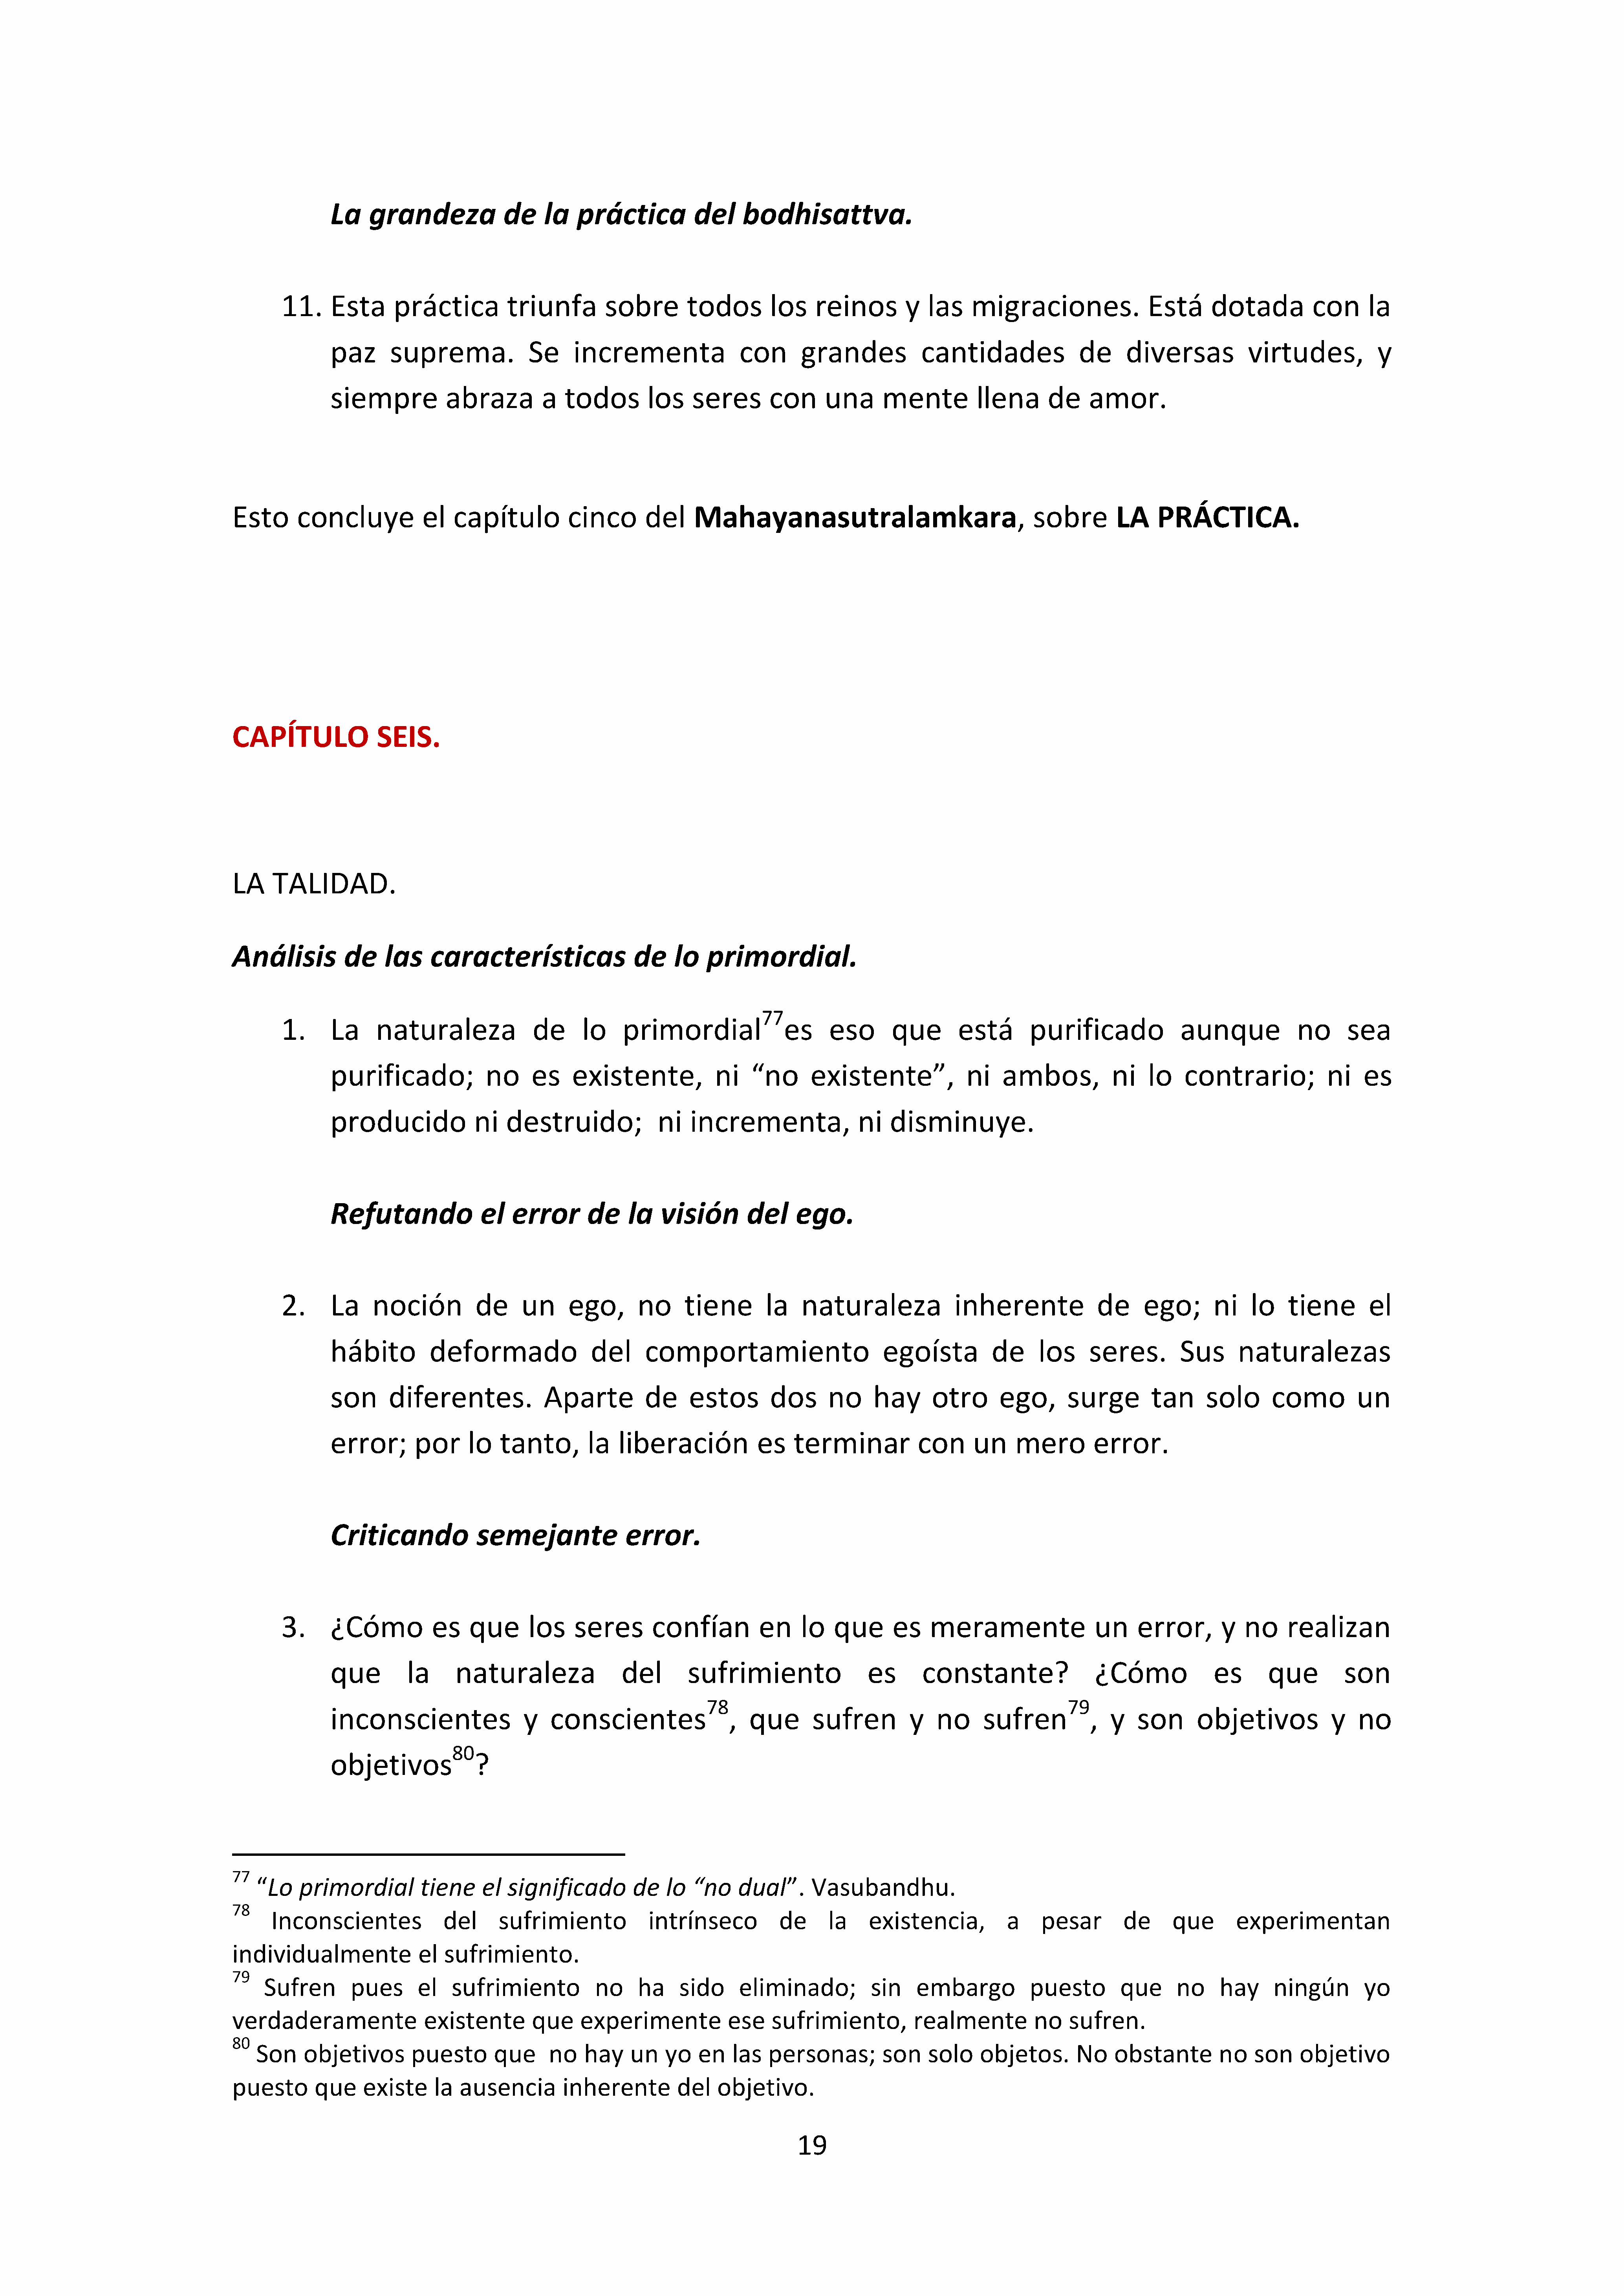 La grandeza de la práctica del bodhisattva.
11. Esta práctica triunfa sobre todos los reinos y las migraciones. Está dotada con la
paz suprema. Se incrementa con grandes cantidades de diversas virtudes, y
siempre abraza a todos los seres con una mente llena de amor.
Esto concluye el capítulo cinco del Mahayanasutralamkara, sobre LA PRÁCTICA.
CAPÍTULO SEIS.
LA TALIDAD.
Análisis de las características de lo primordial.
1. La naturaleza de lo primordial77es eso que está purificado aunque no sea
purificado; no es existente, ni “no existente”, ni ambos, ni lo contrario; ni es
producido ni destruido;  ni incrementa, ni disminuye.
Refutando el error de la visión del ego.
2. La noción de un ego, no tiene la naturaleza inherente de ego; ni lo tiene el
hábito deformado del comportamiento egoísta de los seres. Sus naturalezas
son diferentes. Aparte de estos dos no hay otro ego, surge tan solo como un
error; por lo tanto, la liberación es terminar con un mero error.
Criticando semejante error.
3. ¿Cómo es que los seres confían en lo que es meramente un error, y no realizan
que la naturaleza del sufrimiento es constante? ¿Cómo es que son
inconscientes y conscientes78, que sufren y no sufren79, y son objetivos y no
objetivos80?
77 “Lo primordial tiene el significado de lo “no dual”. Vasubandhu.
78 Inconscientes del sufrimiento intrínseco de la existencia, a pesar de que experimentan
individualmente el sufrimiento.
79 Sufren pues el sufrimiento no ha sido eliminado; sin embargo puesto que no hay ningún yo
verdaderamente existente que experimente ese sufrimiento, realmente no sufren.
80 Son objetivos puesto que  no hay un yo en las personas; son solo objetos. No obstante no son objetivo
puesto que existe la ausencia inherente del objetivo.
19